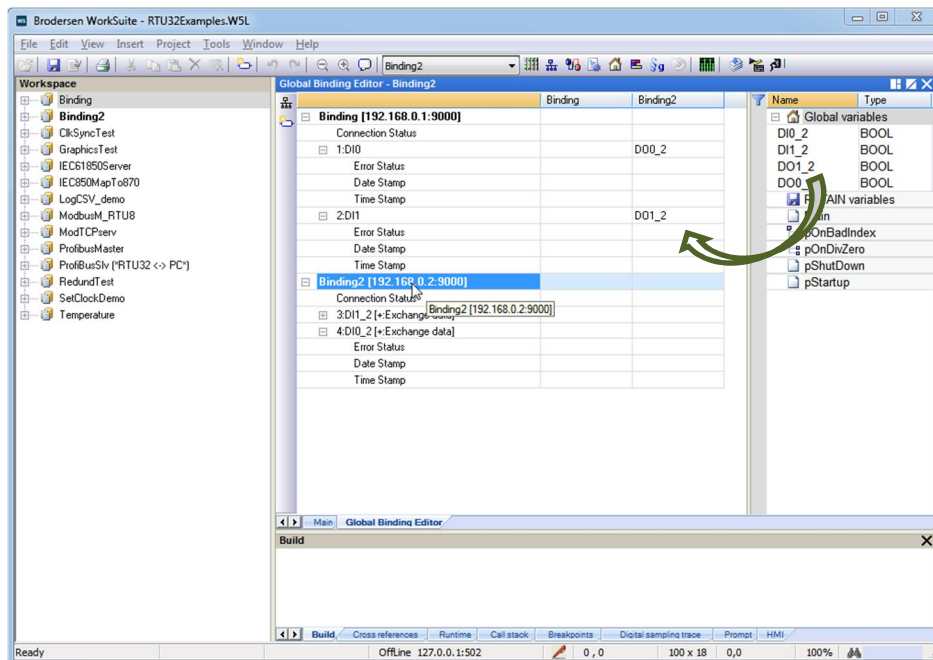 Brodersen WorkSuite - RTU32Examples.W5L
File Edit View Insert Project Tools Window Help
Binding2
Workspace
Binding
Binding2
ClkSyncTest
GraphicsTest
IEC61850Server
IEC850MapTo870
LogCSV_demo
ModbusM_RTU8
ModTCPserv
ProfibusMaster
ProfiBusSlv (*RTU32 <-> PC*)
RedundTest
SetClockDemo
Temperature
Global Binding Editor - Binding2
Binding Binding2
Binding [192.168.0.1:9000]
Connection Status
1:DI0 DO0_2
Error Status
Date Stamp
Time Stamp
2:DI1 DO1_2
Error Status
Date Stamp
Time Stamp
Binding2 [192.168.0.2:9000]
Connection Status
Binding2 [192.168.0.2:9000]
3:DI1_2 [+:Exchange data]
4:DI0_2 [+:Exchange data]
Error Status
Date Stamp
Time Stamp
Name Type
Global variables
DI0_2 BOOL
DI1_2 BOOL
DO1_2 BOOL
DO0_ BOOL
variables
pOnBadIndex
pOnDivZero
pShutDown
pStartup
Main Global Binding Editor
Build
Build Cross references Runtime Call stack Breakpoints Digital sampling trace Prompt HMI
Ready OffLine 127.0.0.1:502 0 , 0 100 x 18 0,0 100%